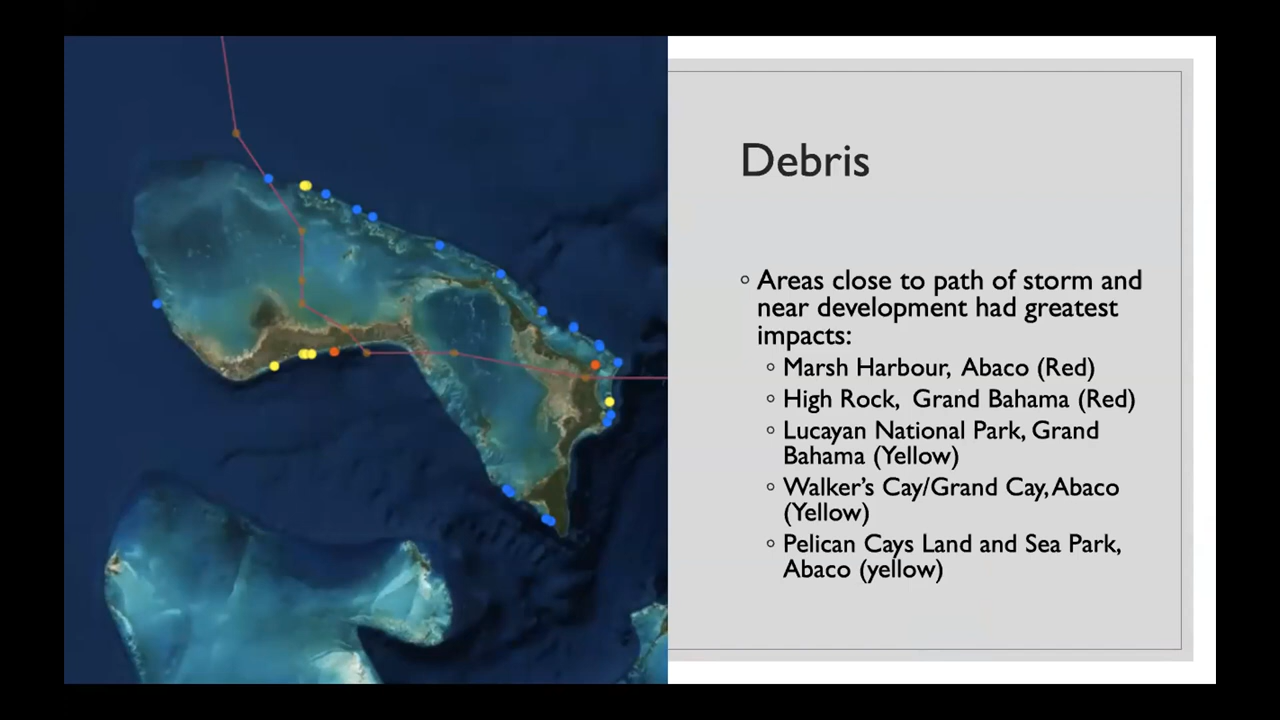 Debris
◦ Areas close to path of storm and
near development had greatest
impacts:
◦ Marsh Harbour, Abaco (Red)
◦ High Rock, Grand Bahama (Red)
◦ Lucayan National Park, Grand
Bahama (Yellow)
◦ Walker's Cay/Grand Cay, Abaco
(Yellow)
◦ Pelican Cays Land and Sea Park,
Abaco (yellow)